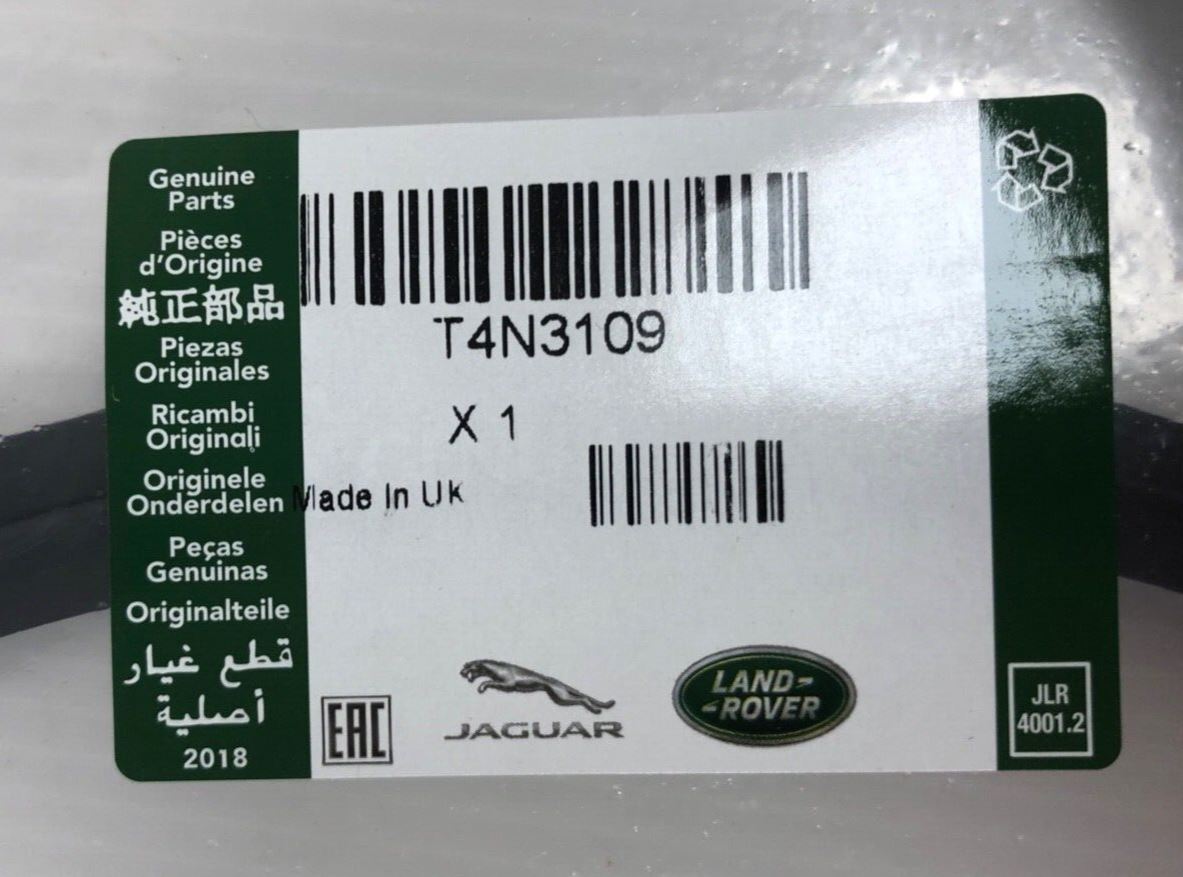 Genuine
Parts
Pièces
d'Origine
純正部品
Piezas
Originales
Ricambi
Originali
Originele
Onderdelen
Peças
Genuinas
Originalteile
قطع غيار
أصلية
2018
T4N3109
X 1
Made In Uk
EAC
JAGUAR
LAND-
-ROVER
JLR
4001.2